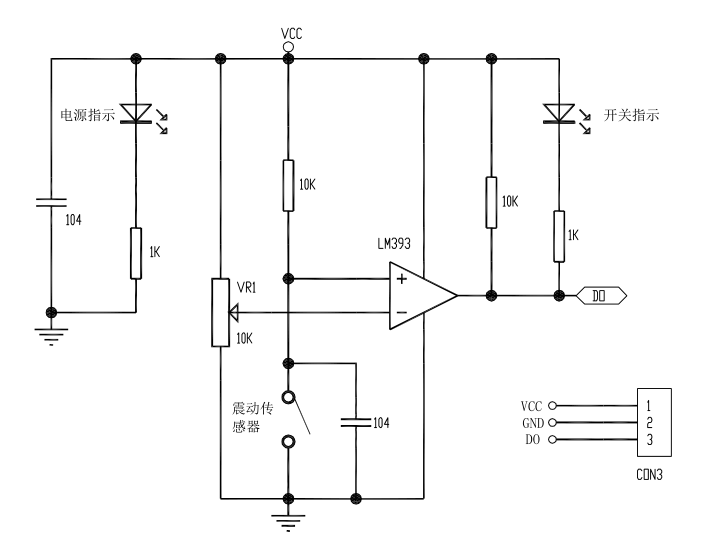 VCC
电源指示
开关指示
10K
10K
104
1K
1K
LM393
VR1
+
DO
−
10K
震动传
感器
104
VCC
1
GND
2
DO
3
CON3